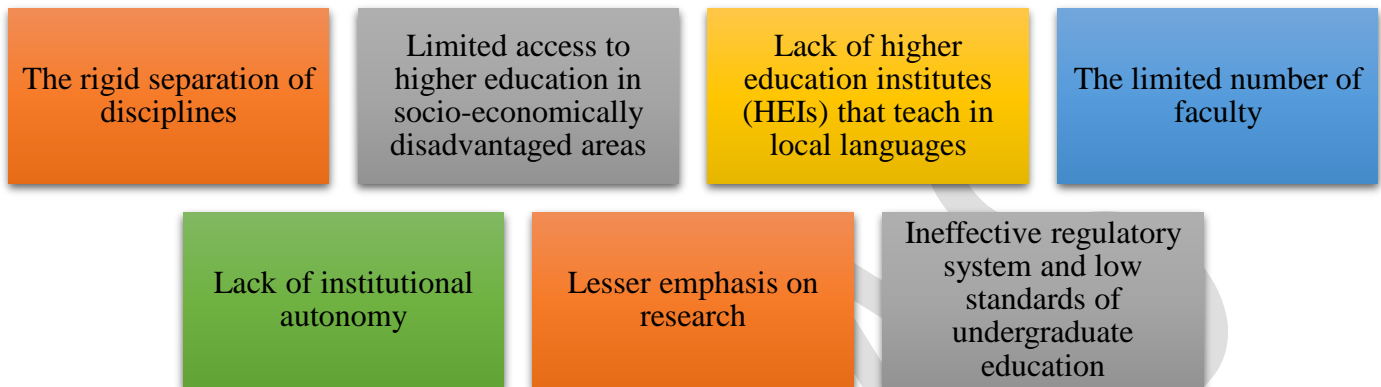 The rigid separation of
disciplines
Limited access to
higher education in
socio-economically
disadvantaged areas
Lack of higher
education institutes
(HEIs) that teach in
local languages
The limited number of
faculty
Lack of institutional
autonomy
Lesser emphasis on
research
Ineffective regulatory
system and low
standards of
undergraduate
education